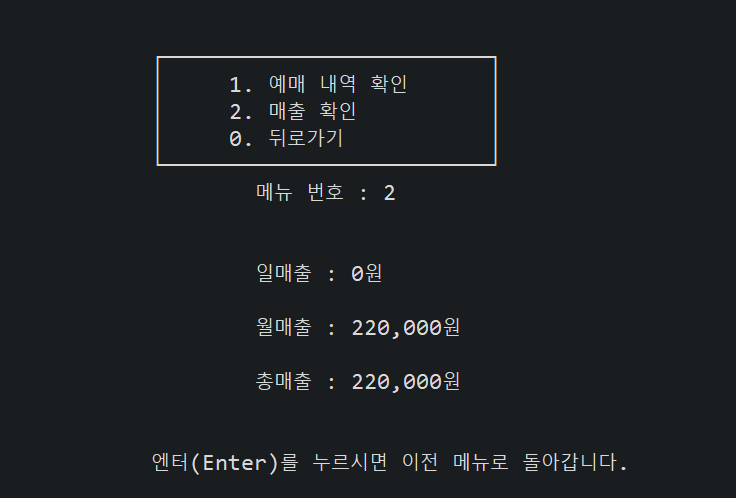 1. 예매 내역 확인
2. 매출 확인
0. 뒤로가기
메뉴 번호 : 2
일매출 : 0원
월매출 : 220,000원
총매출 : 220,000원
엔터(Enter)를 누르시면 이전 메뉴로 돌아갑니다.